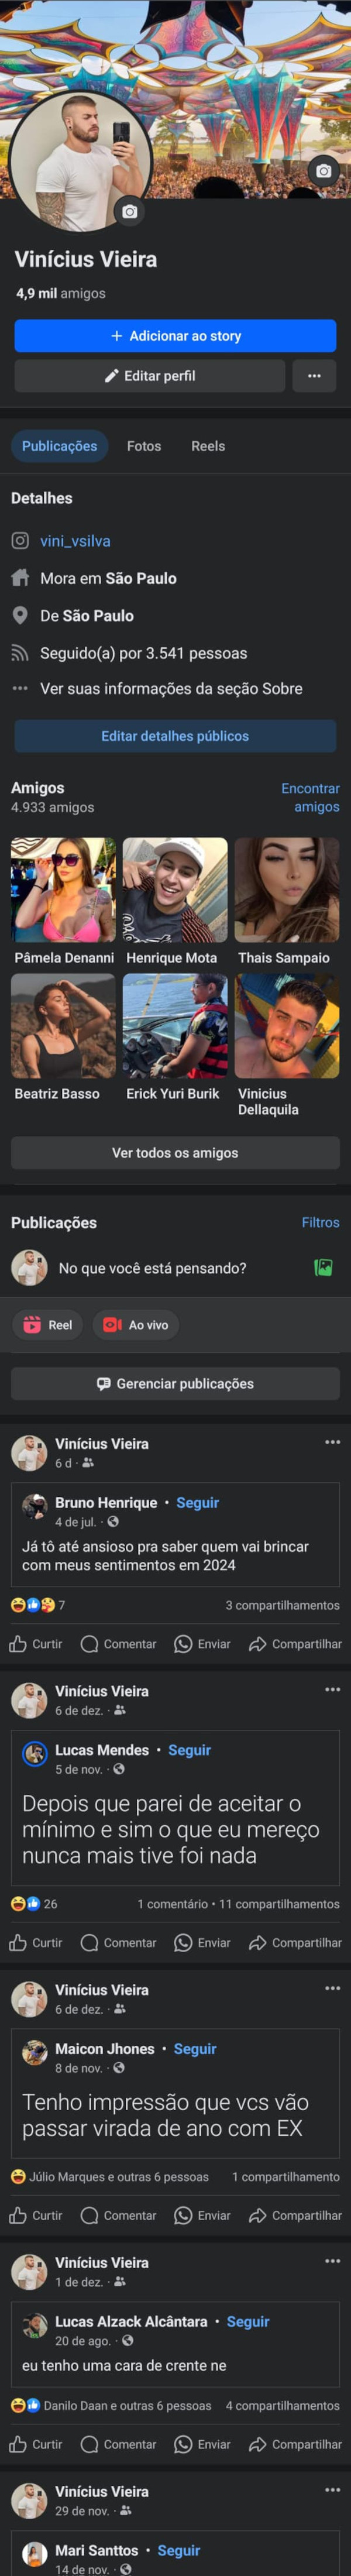 Vinícius Vieira
4,9 mil amigos
+ Adicionar ao story
Editar perfil
Publicações Fotos Reels
Detalhes
vini_vsilva
Mora em São Paulo
De São Paulo
Seguido(a) por 3.541 pessoas
Ver suas informações da seção Sobre
Editar detalhes públicos
Amigos
4.933 amigos
Encontrar
amigos
Pâmela Denanni Henrique Mota Thais Sampaio
Beatriz Basso Erick Yuri Burik Vinicius
Dellaquila
Ver todos os amigos
Publicações Filtros
No que você está pensando?
Reel Ao vivo
Gerenciar publicações
Vinícius Vieira
6 d ·
Bruno Henrique • Seguir
4 de jul. ·
Já tô até ansioso pra saber quem vai brincar
com meus sentimentos em 2024
7 3 compartilhamentos
Curtir Comentar Enviar Compartilhar
Vinícius Vieira
6 de dez. ·
Lucas Mendes • Seguir
5 de nov. ·
Depois que parei de aceitar o
mínimo e sim o que eu mereço
nunca mais tive foi nada
26 1 comentário • 11 compartilhamentos
Curtir Comentar Enviar Compartilhar
Vinícius Vieira
6 de dez. ·
Maicon Jhones • Seguir
8 de nov. ·
Tenho impressão que vcs vão
passar virada de ano com EX
Júlio Marques e outras 6 pessoas 1 compartilhamento
Curtir Comentar Enviar Compartilhar
Vinícius Vieira
1 de dez. ·
Lucas Alzack Alcântara • Seguir
20 de ago. ·
eu tenho uma cara de crente ne
Danilo Daan e outras 6 pessoas 4 compartilhamentos
Curtir Comentar Enviar Compartilhar
Vinícius Vieira
29 de nov. ·
Mari Santtos • Seguir
14 de nov. ·